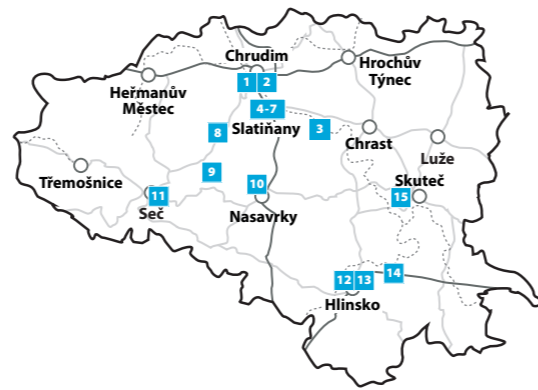 Chrudim
Hrochův
Týnec
Heřmanův
Městec
1
2
4-7
Slatiňany
3
8
Chrast
Luže
Třemošnice
9
10
Nasavrky
11
Seč
Skuteč
15
12
13
14
Hlinsko